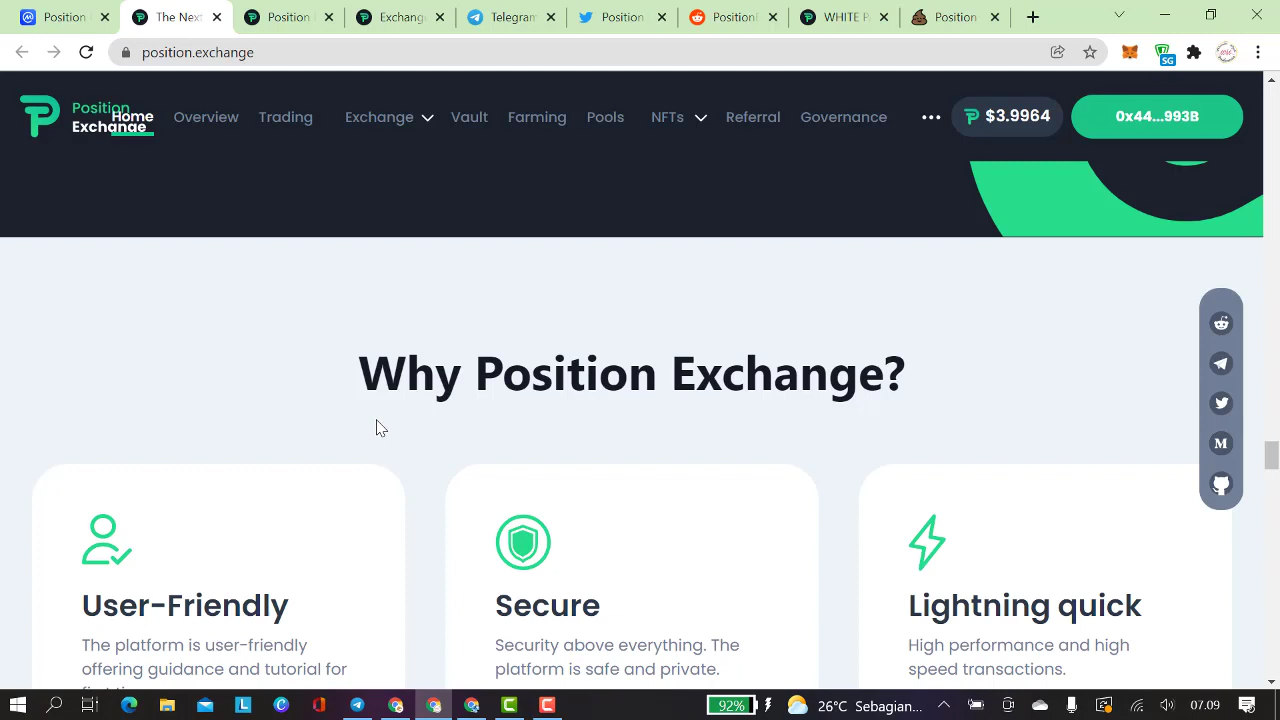 Position
The Next
Position
Exchang
Telegram
Position
PositionE
WHITE P
Position
position.exchange
SG
Position
Exchange
Home
Overview
Trading
Exchange
Vault
Farming
Pools
NFTs
Referral
Governance
$3.9964
0x44...993B
Why Position Exchange?
User-Friendly
The platform is user-friendly
offering guidance and tutorial for
Secure
Security above everything. The
platform is safe and private.
Lightning quick
High performance and high
speed transactions.
92%
26°C Sebagian...
07.09